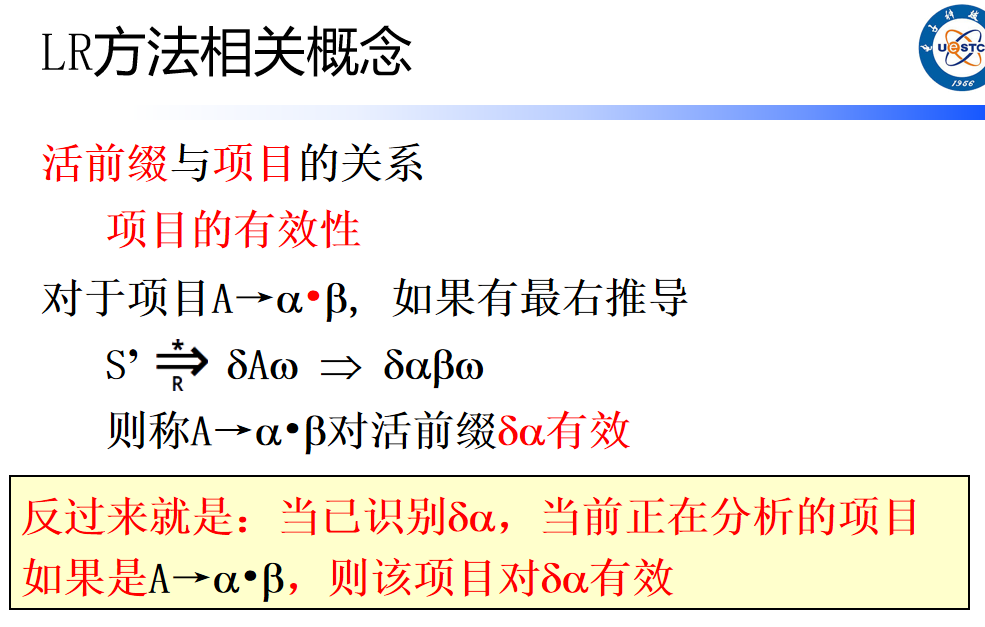 LR方法相关概念
UESTC
1956
活前缀与项目的关系
项目的有效性
对于项目A→α•β, 如果有最右推导
S’ *⇒R δAω ⇒ δαβω
则称A→α•β对活前缀δα有效
反过来就是：当已识别δα，当前正在分析的项目
如果是A→α•β，则该项目对δα有效